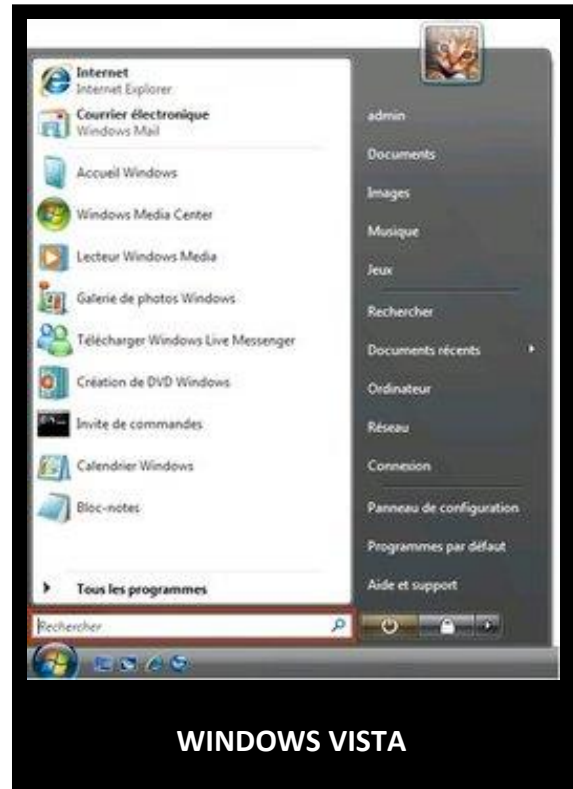 Internet
Internet Explorer
Courrier électronique
Windows Mail
Accueil Windows
Windows Media Center
Lecteur Windows Media
Galerie de photos Windows
Télécharger Windows Live Messenger
Création de DVD Windows
Invite de commandes
Calendrier Windows
Bloc-notes
Tous les programmes
Rechercher
admin
Documents
Images
Musique
Jeux
Rechercher
Documents récents
Ordinateur
Réseau
Connexion
Panneau de configuration
Programmes par défaut
Aide et support
WINDOWS VISTA